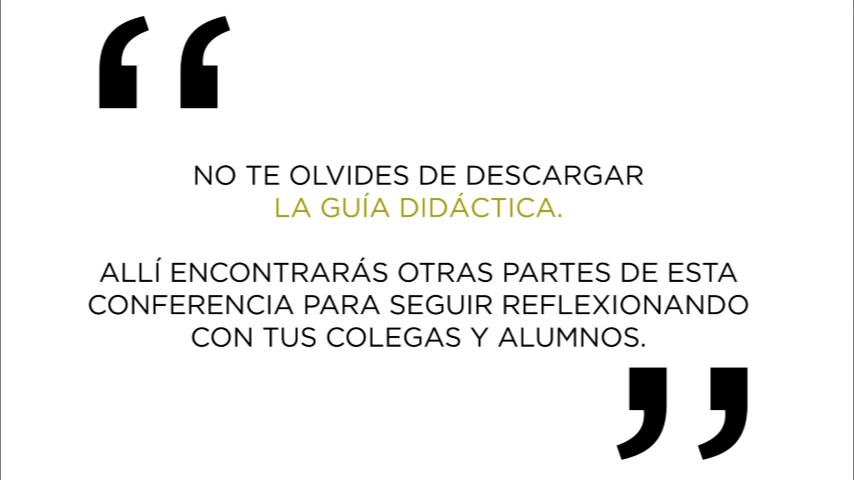 “
NO TE OLVIDES DE DESCARGAR
LA GUÍA DIDÁCTICA.
ALLÍ ENCONTRARÁS OTRAS PARTES DE ESTA
CONFERENCIA PARA SEGUIR REFLEXIONANDO
CON TUS COLEGAS Y ALUMNOS.
”